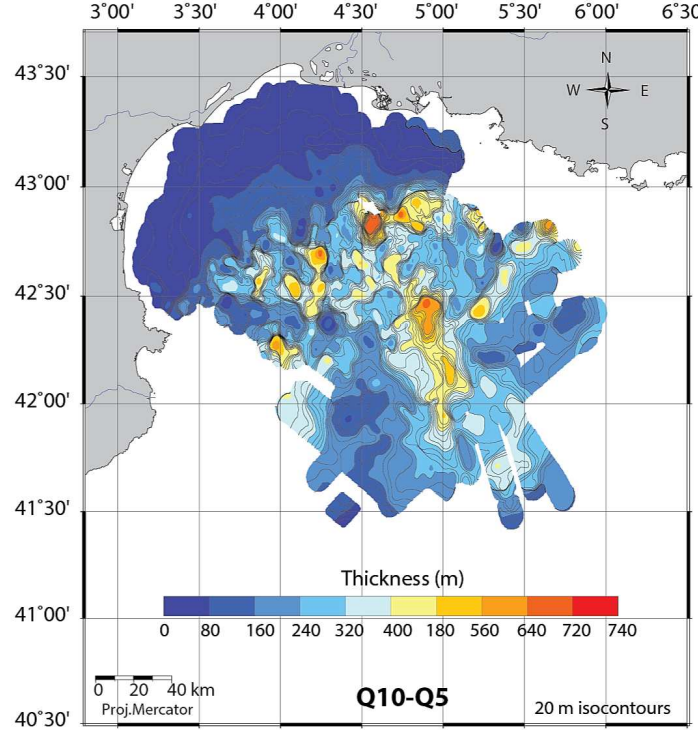 3°00' 3°30' 4°00' 4°30' 5°00' 5°30' 6°00' 6°30
43°30'
N
W E
S
43°00'
42°30'
42°00'
41°30'
Thickness (m)
41°00'
0 80 160 240 320 400 180 560 640 720 740
0 20 40 km
Proj.Mercator
Q10-Q5
20 m isocontours
40°30'